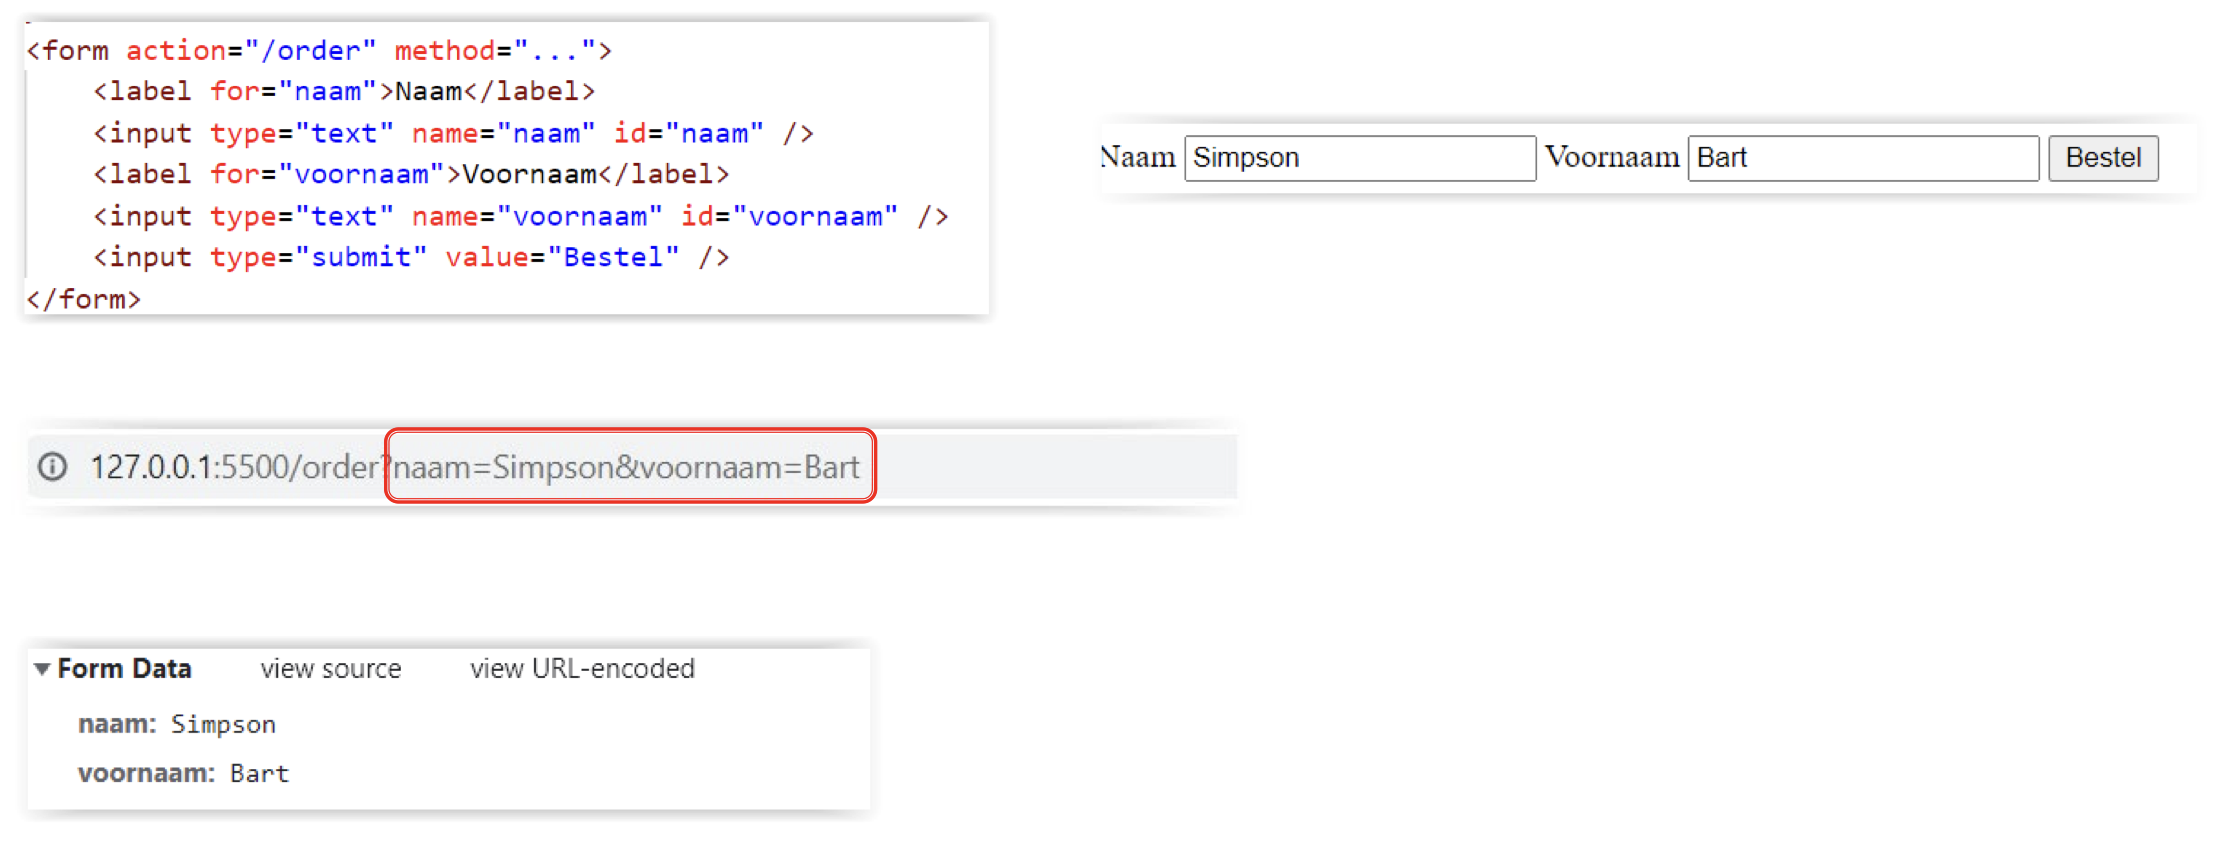 <form action="/order" method="...">
    <label for="naam">Naam</label>
    <input type="text" name="naam" id="naam" />
    <label for="voornaam">Voornaam</label>
    <input type="text" name="voornaam" id="voornaam" />
    <input type="submit" value="Bestel" />
</form>
Naam Simpson Voornaam Bart Bestel
127.0.0.1:5500/order?naam=Simpson&voornaam=Bart
Form Data view source view URL-encoded
naam: Simpson
voornaam: Bart